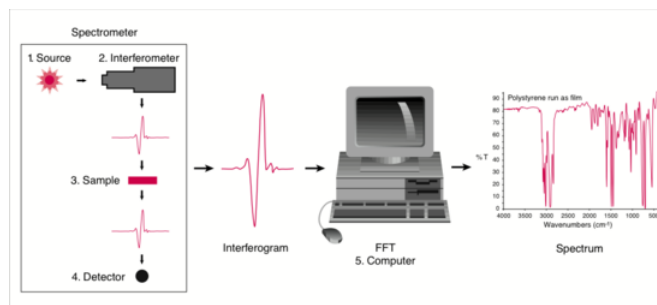 Spectrometer
1. Source
2. Interferometer
3. Sample
4. Detector
Interferogram
FFT
5. Computer
Polystyrene run as film
% T
90
80
70
60
50
40
30
20
10
0
4000 3500 3000 2500 2000 1500 1000 500 400
Wavenumbers (cm⁻¹)
Spectrum